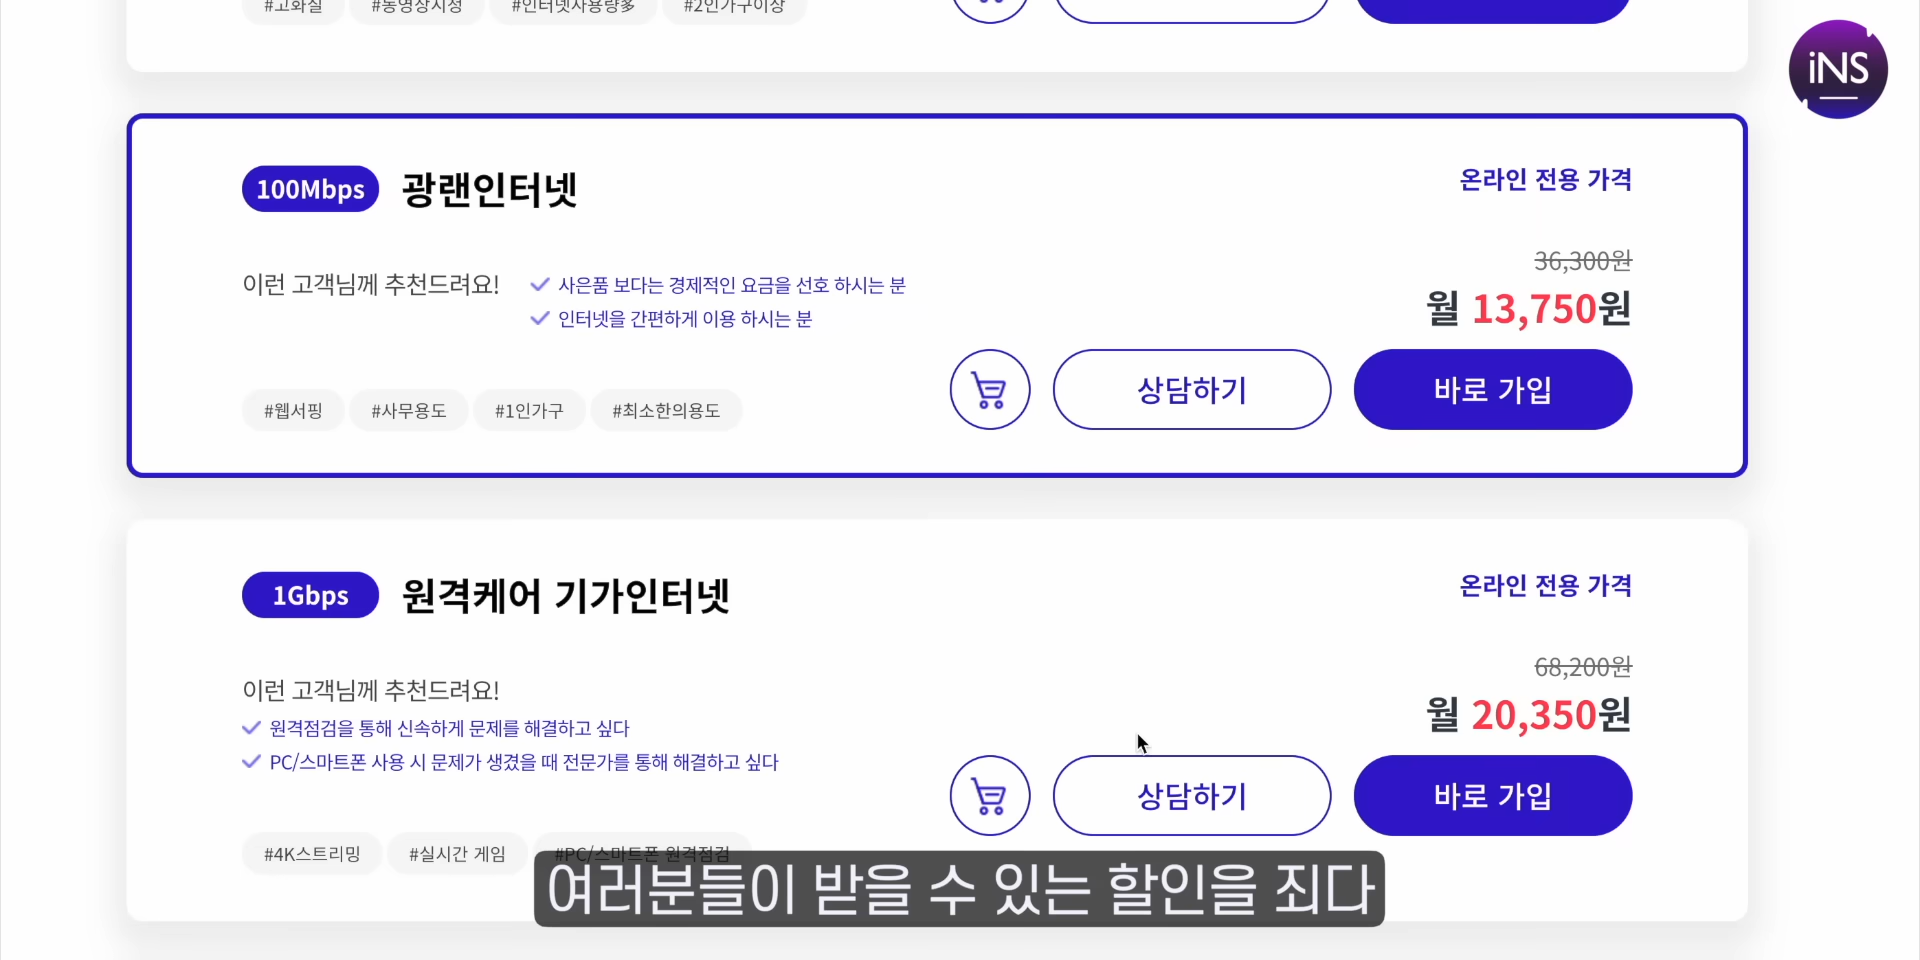 #고화질 #동영상시청 #인터넷사용량多 #2인가구이상
iNS
100Mbps 광랜인터넷
온라인 전용 가격
36,300원
이런 고객님께 추천드려요! 사은품 보다는 경제적인 요금을 선호 하시는 분
인터넷을 간편하게 이용 하시는 분
월 13,750원
상담하기 바로 가입
#웹서핑 #사무용도 #1인가구 #최소한의용도
1Gbps 원격케어 기가인터넷
온라인 전용 가격
68,200원
이런 고객님께 추천드려요!
월 20,350원
원격점검을 통해 신속하게 문제를 해결하고 싶다
PC/스마트폰 사용 시 문제가 생겼을 때 전문가를 통해 해결하고 싶다
상담하기 바로 가입
#4K스트리밍 #실시간 게임 #PC/스마트폰 원격점검
여러분들이 받을 수 있는 할인을 죄다